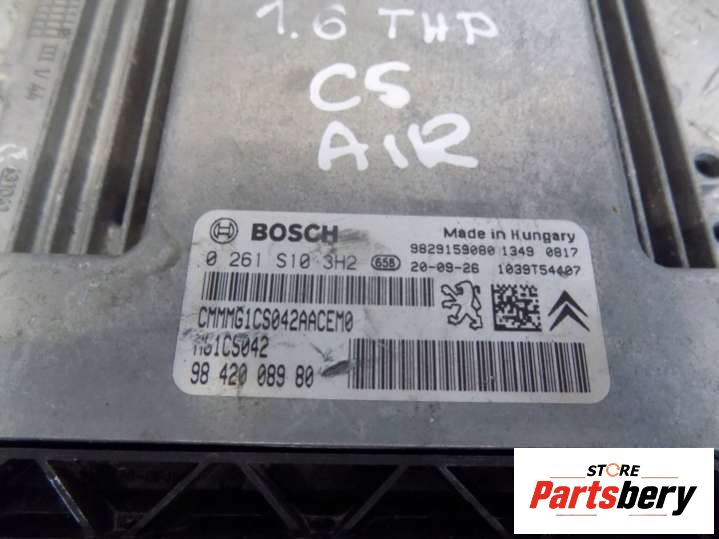 1.6 THP
C5
AIR
BOSCH
Made in Hungary
9829159080 1349 0817
0 261 S10 3H2 65B 20-09-26 1039T54407
CMMMG1CS042AACEM0
MG1CS042
98 420 089 80
STORE
Partsbery